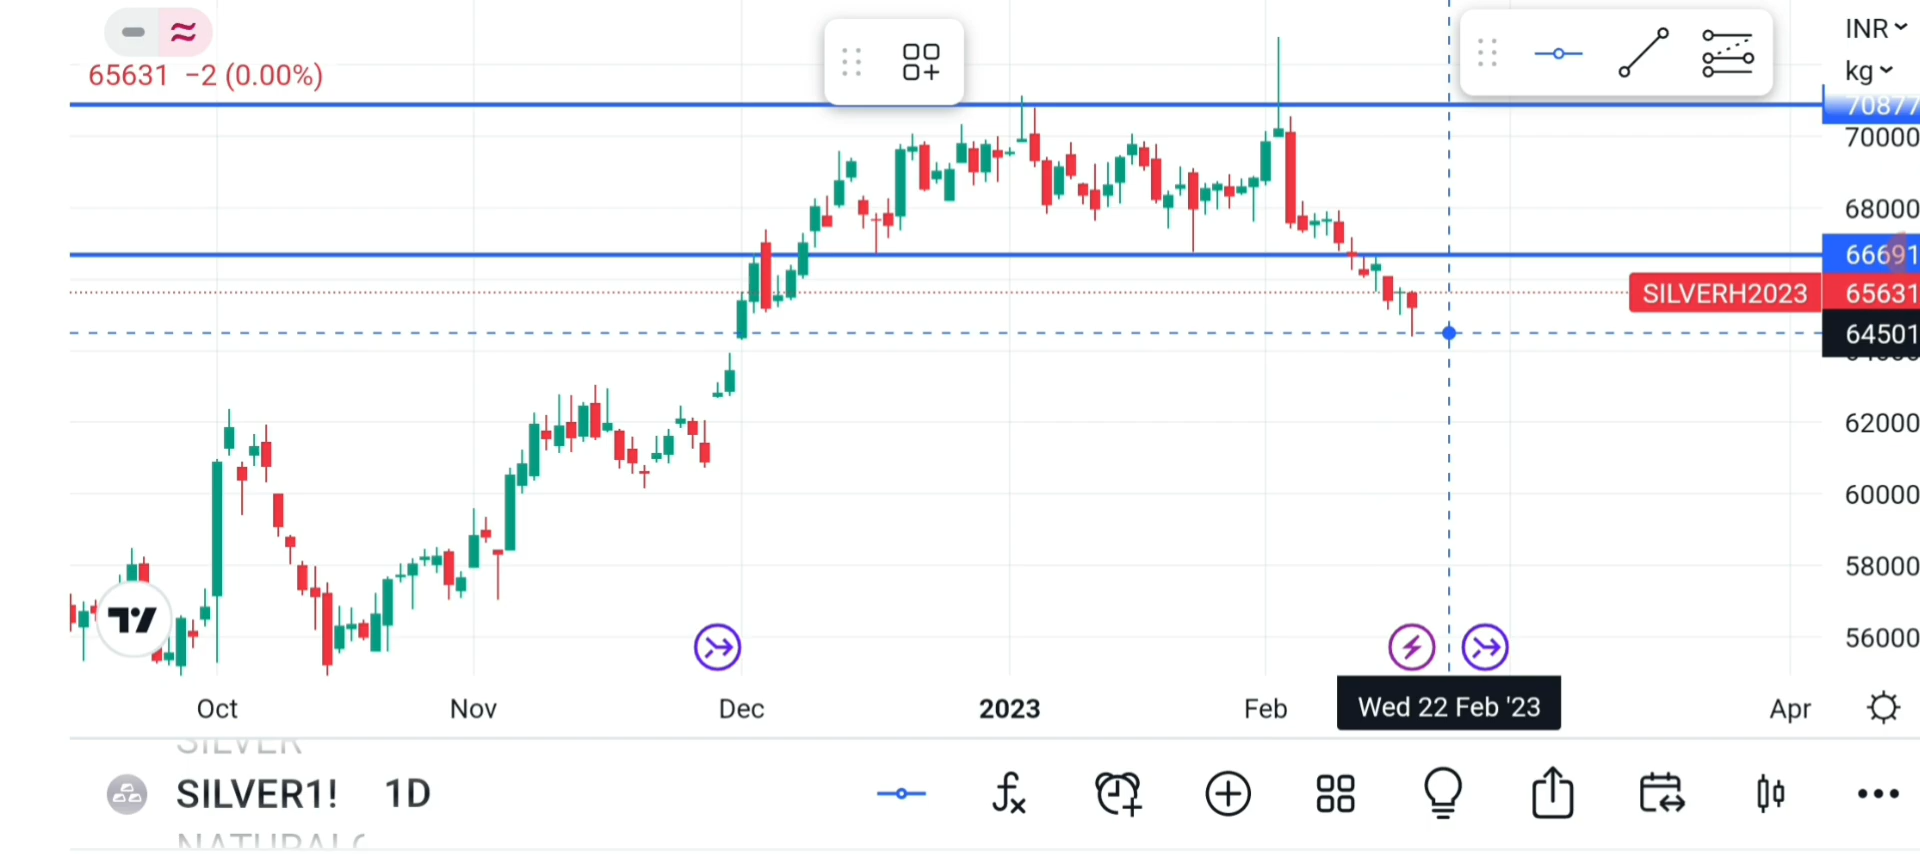 INR
65631 −2 (0.00%)
kg
70877
70000
68000
66691
SILVERH2023 65631
64501
62000
60000
58000
56000
Oct Nov Dec 2023 Feb Wed 22 Feb '23 Apr
SILVER
SILVER1! 1D